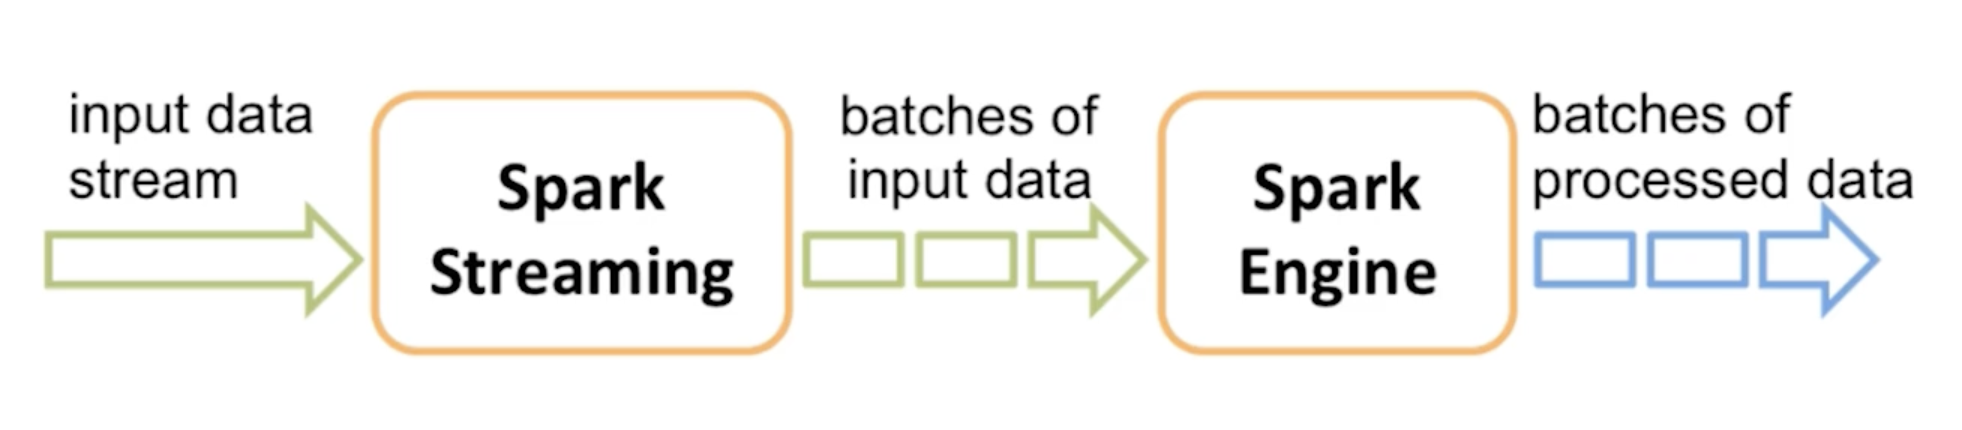 input data
stream
Spark
Streaming
batches of
input data
Spark
Engine
batches of
processed data